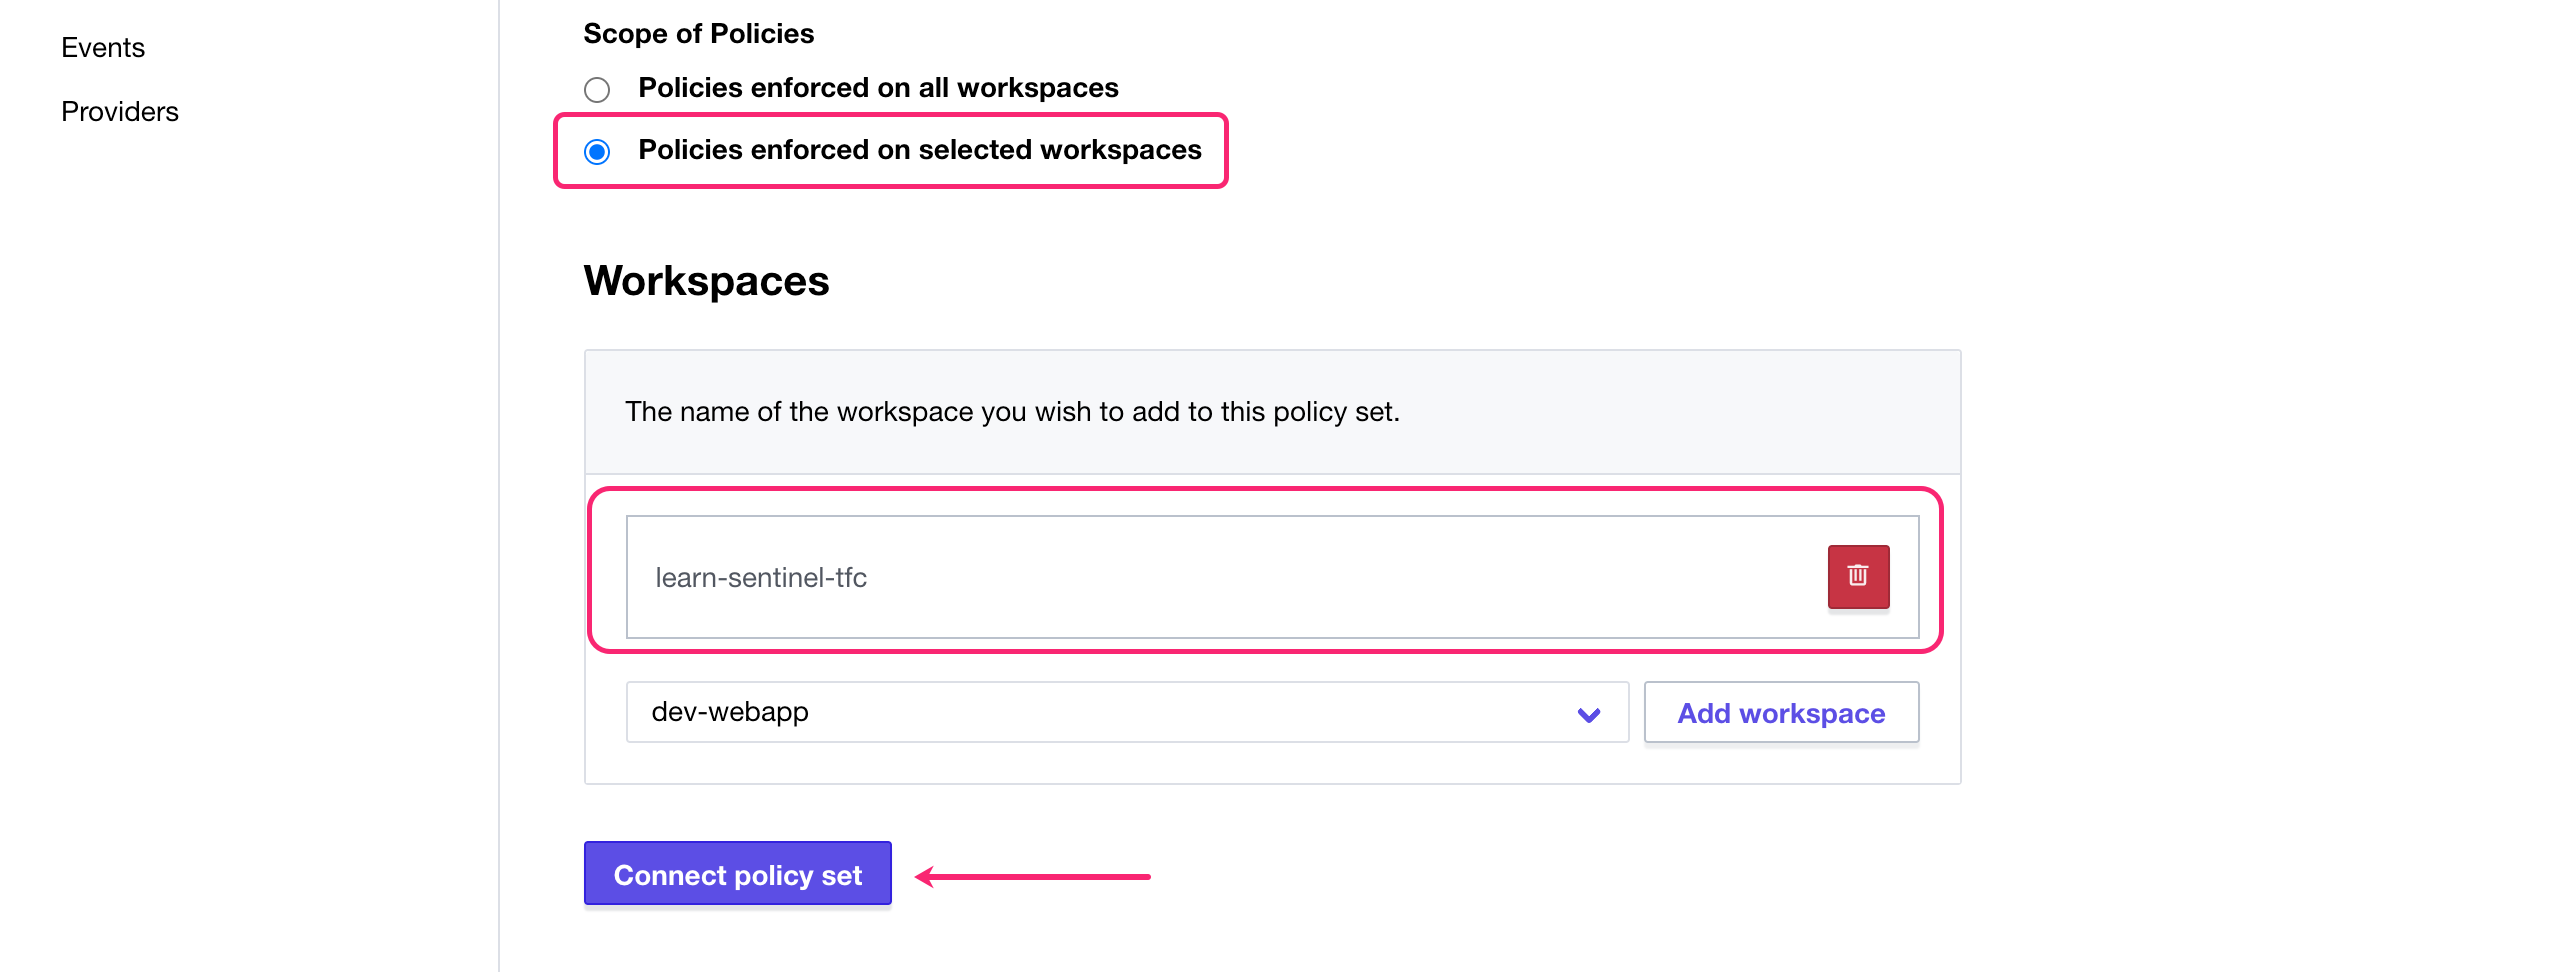 Events
Providers
Scope of Policies
Policies enforced on all workspaces
Policies enforced on selected workspaces
Workspaces
The name of the workspace you wish to add to this policy set.
learn-sentinel-tfc
dev-webapp
Add workspace
Connect policy set